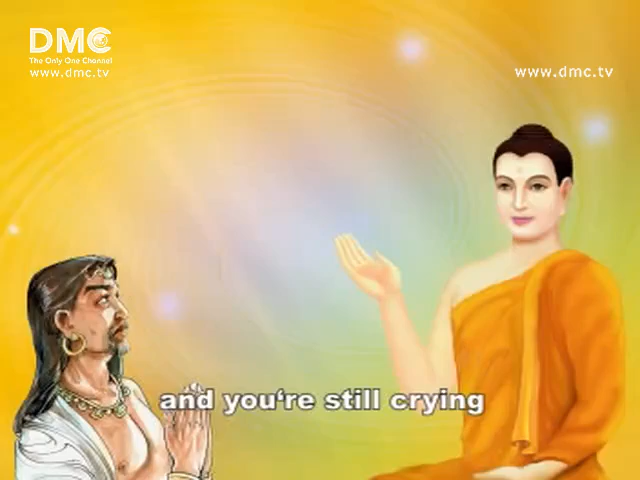 DMC
The Only One Channel
www.dmc.tv
www.dmc.tv
and you're still crying